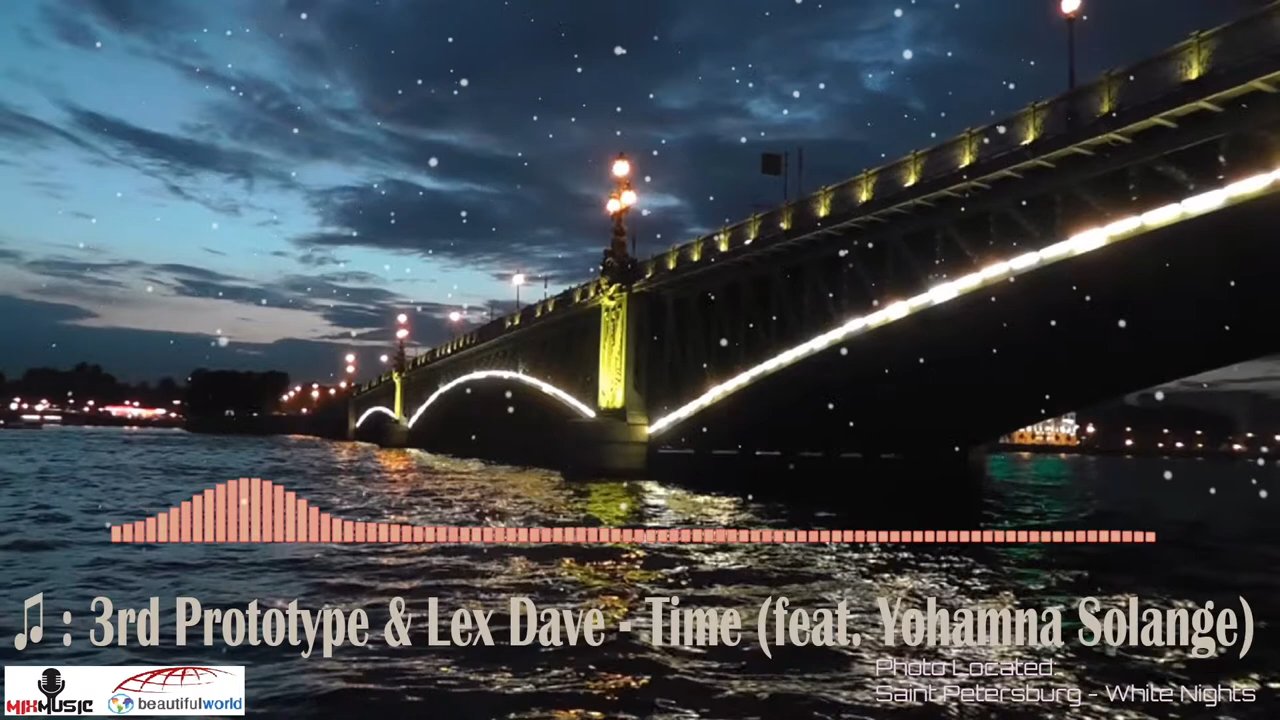 ♫ : 3rd Prototype & Lex Dave - Time (feat. Yohamna Solange)
Photo Located:
Saint Petersburg - White Nights
MIXMUSIC
beautifulworld